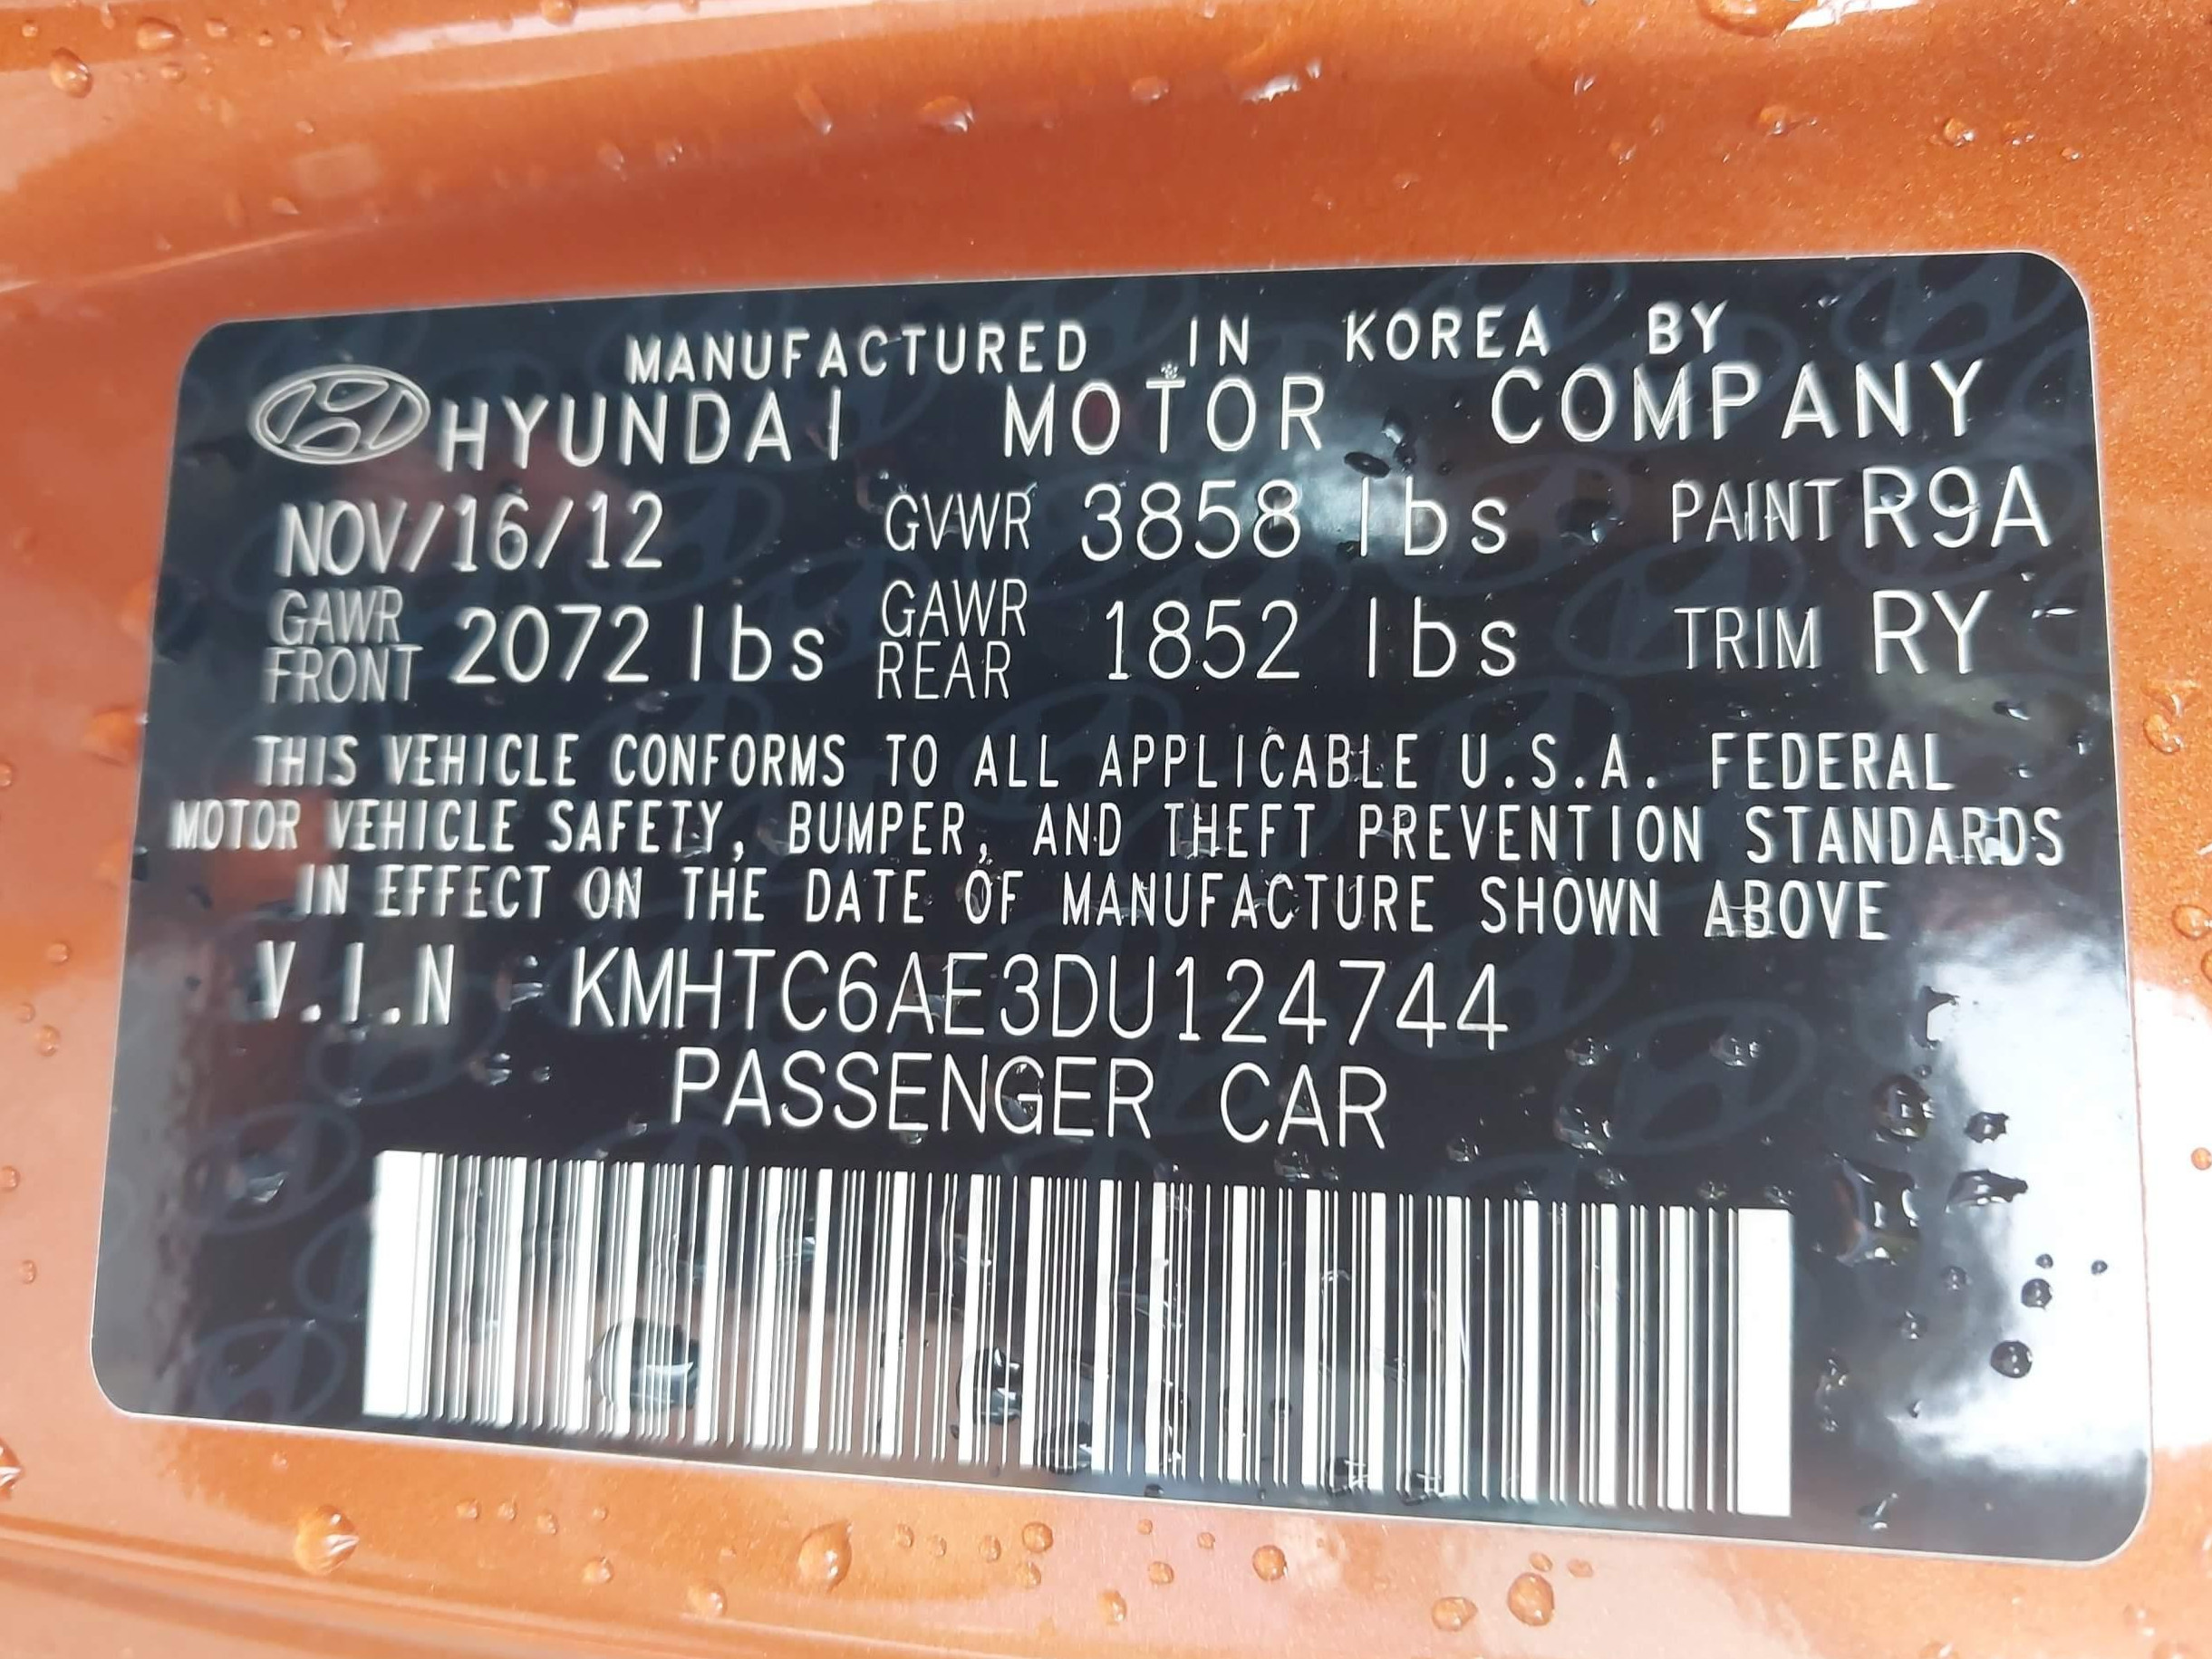 MANUFACTURED IN KOREA BY
HYUNDAI MOTOR COMPANY
NOV/16/12 GVWR 3858 lbs PAINT R9A
GAWR FRONT 2072 lbs GAWR REAR 1852 lbs TRIM RY
THIS VEHICLE CONFORMS TO ALL APPLICABLE U.S.A. FEDERAL
MOTOR VEHICLE SAFETY, BUMPER, AND THEFT PREVENTION STANDARDS
IN EFFECT ON THE DATE OF MANUFACTURE SHOWN ABOVE
V.I.N KMHTC6AE3DU124744
PASSENGER CAR